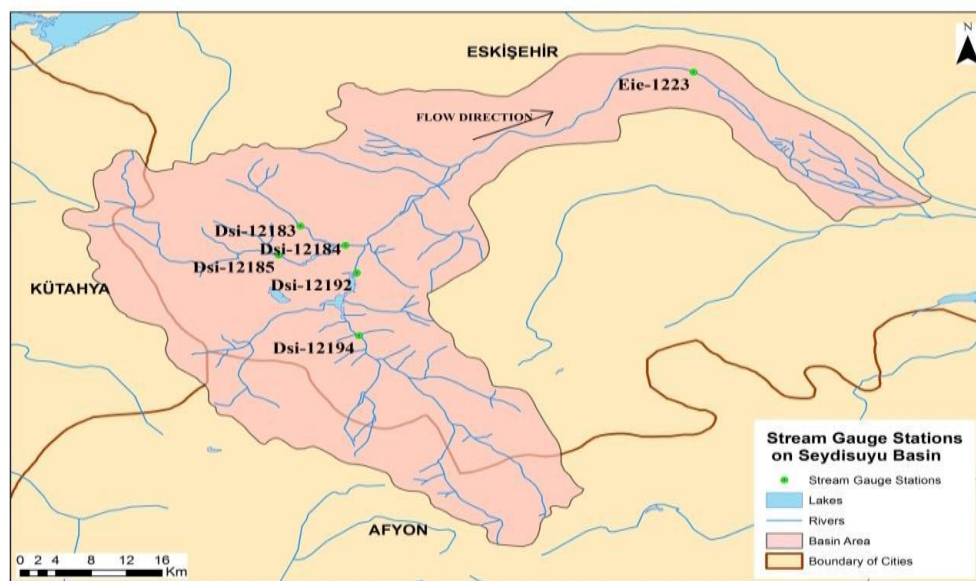 ESKİŞEHİR
N
Eie-1223
FLOW DIRECTION
Dsi-12183
Dsi-12184
Dsi-12185
Dsi-12192
KÜTAHYA
Dsi-12194
AFYON
Stream Gauge Stations
on Seydisuyu Basin
Stream Gauge Stations
Lakes
Rivers
Basin Area
Boundary of Cities
0 2 4 8 12 16
Km